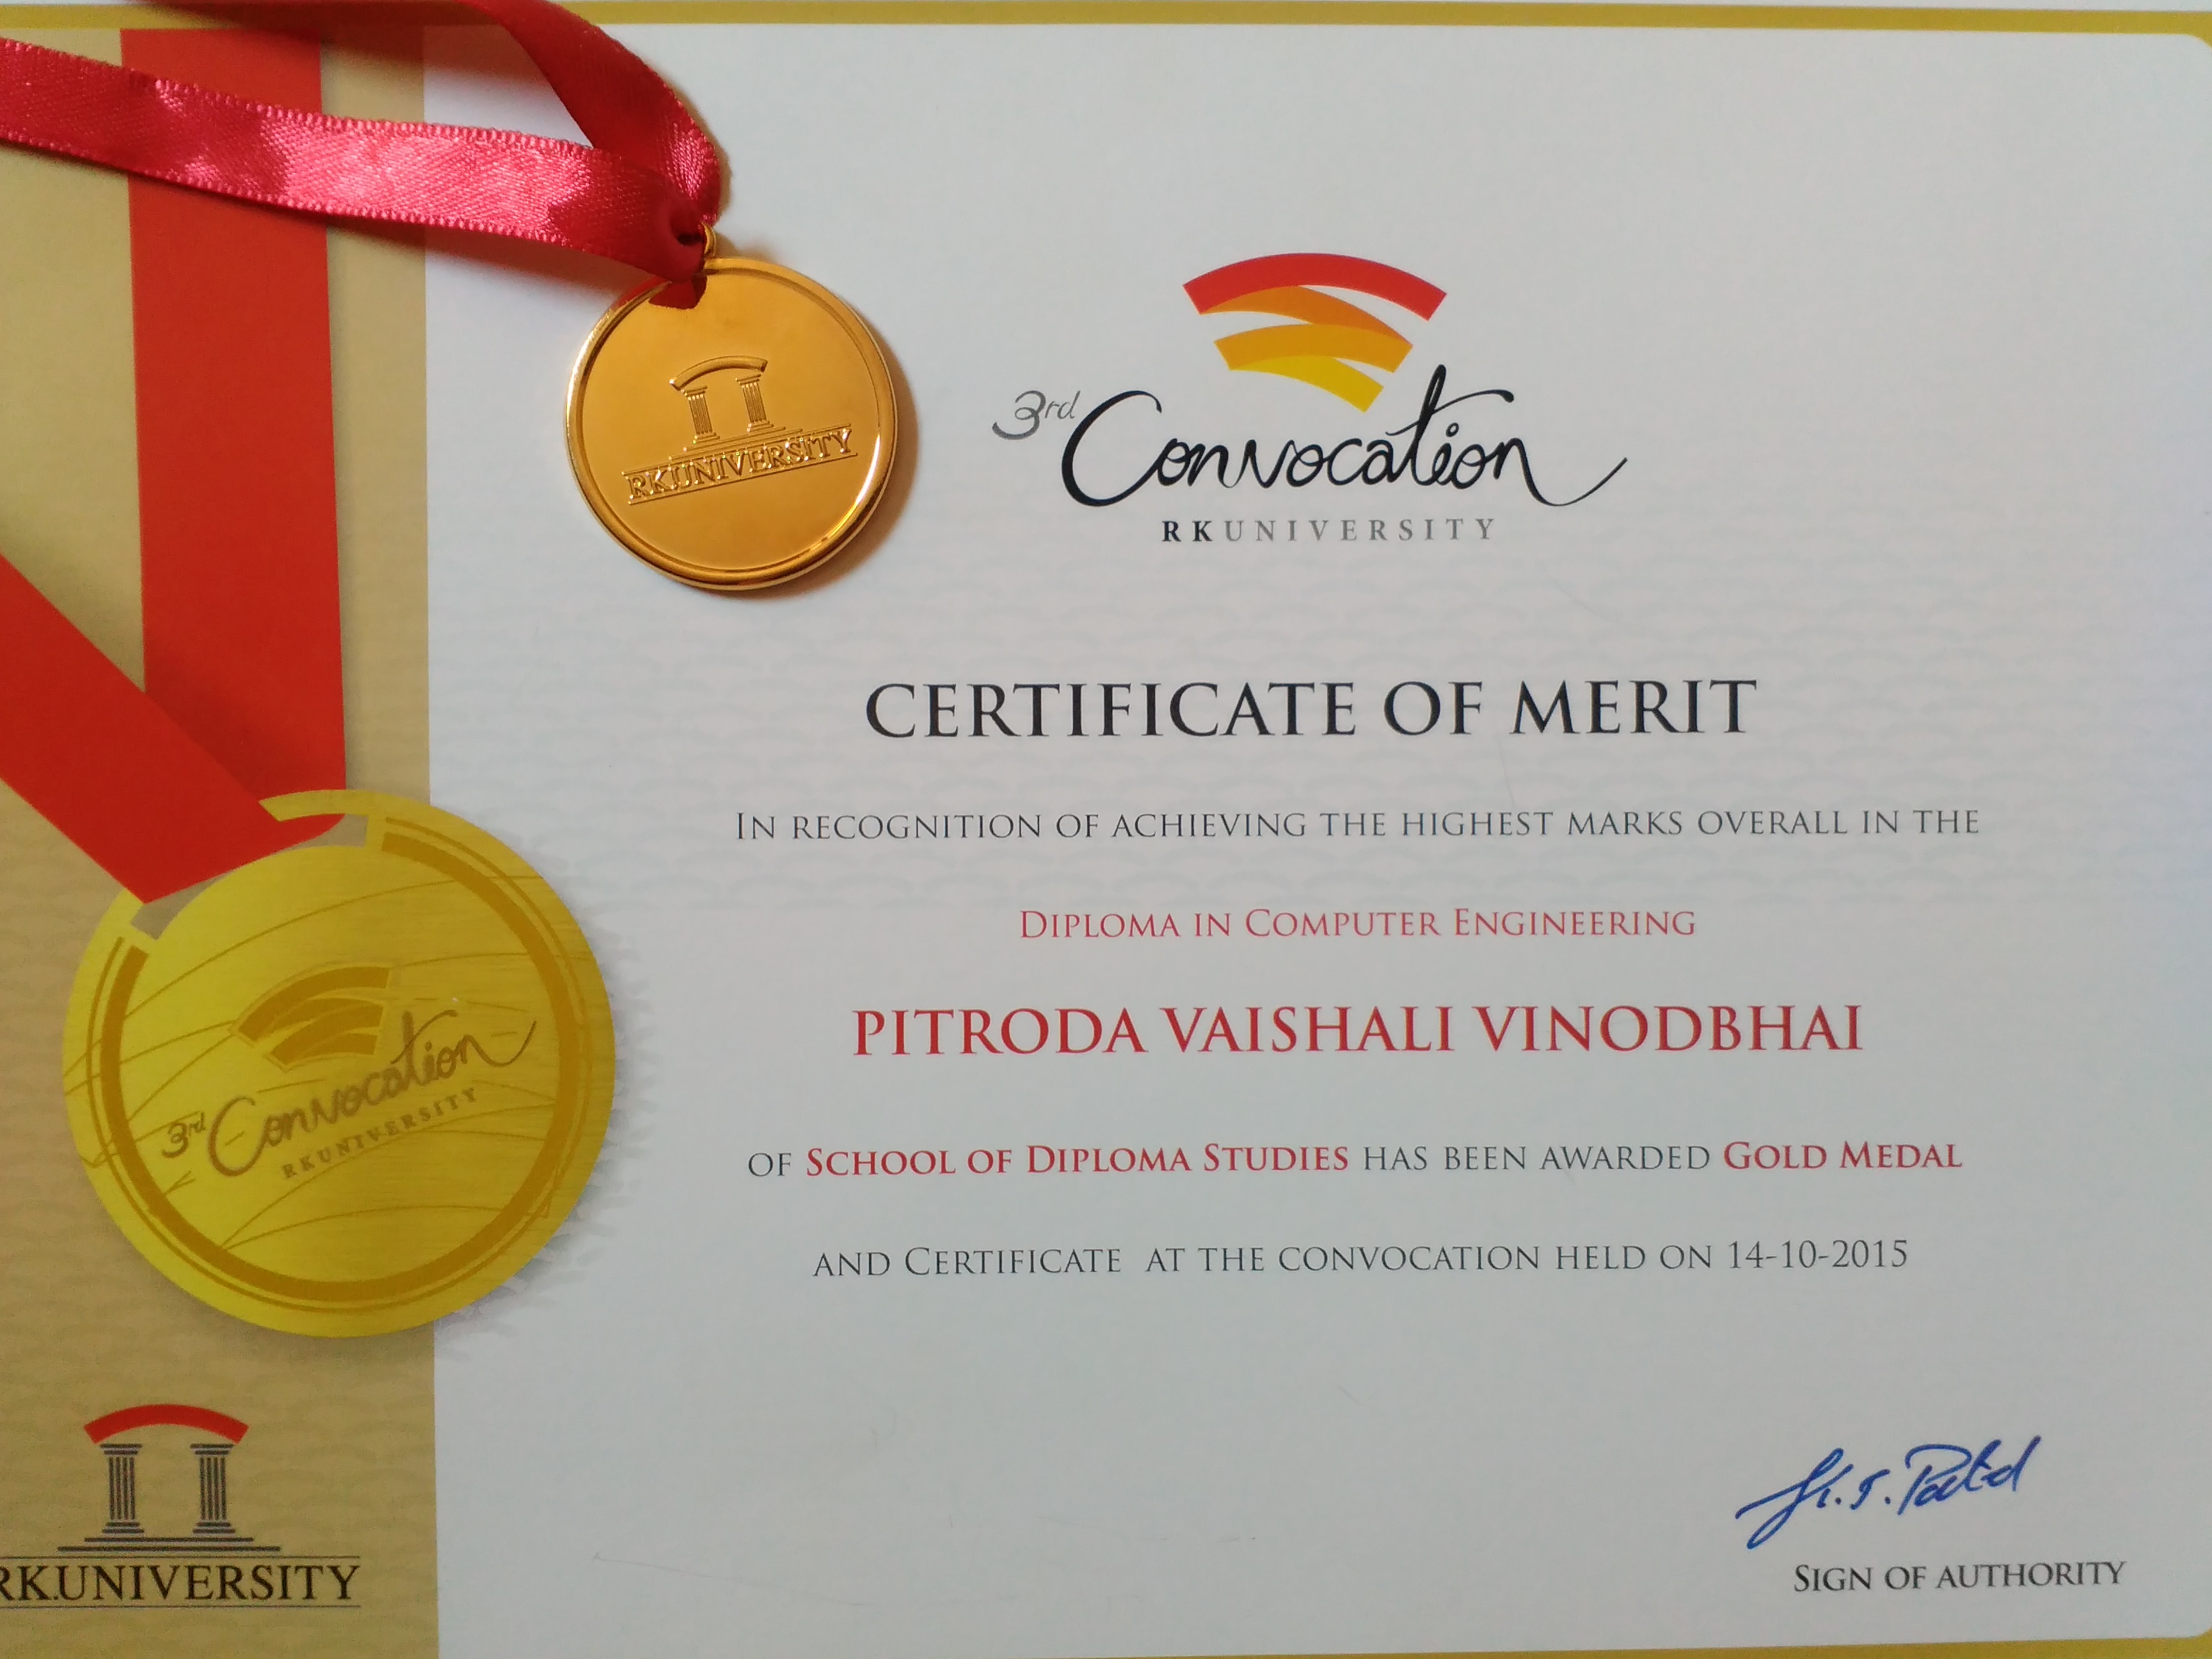 3rd Convocation
RKUNIVERSITY
RKUNIVERSITY
CERTIFICATE OF MERIT
IN RECOGNITION OF ACHIEVING THE HIGHEST MARKS OVERALL IN THE
DIPLOMA IN COMPUTER ENGINEERING
PITRODA VAISHALI VINODBHAI
OF SCHOOL OF DIPLOMA STUDIES HAS BEEN AWARDED GOLD MEDAL
AND CERTIFICATE AT THE CONVOCATION HELD ON 14-10-2015
3rd Convocation
RKUNIVERSITY
RKUNIVERSITY
SIGN OF AUTHORITY